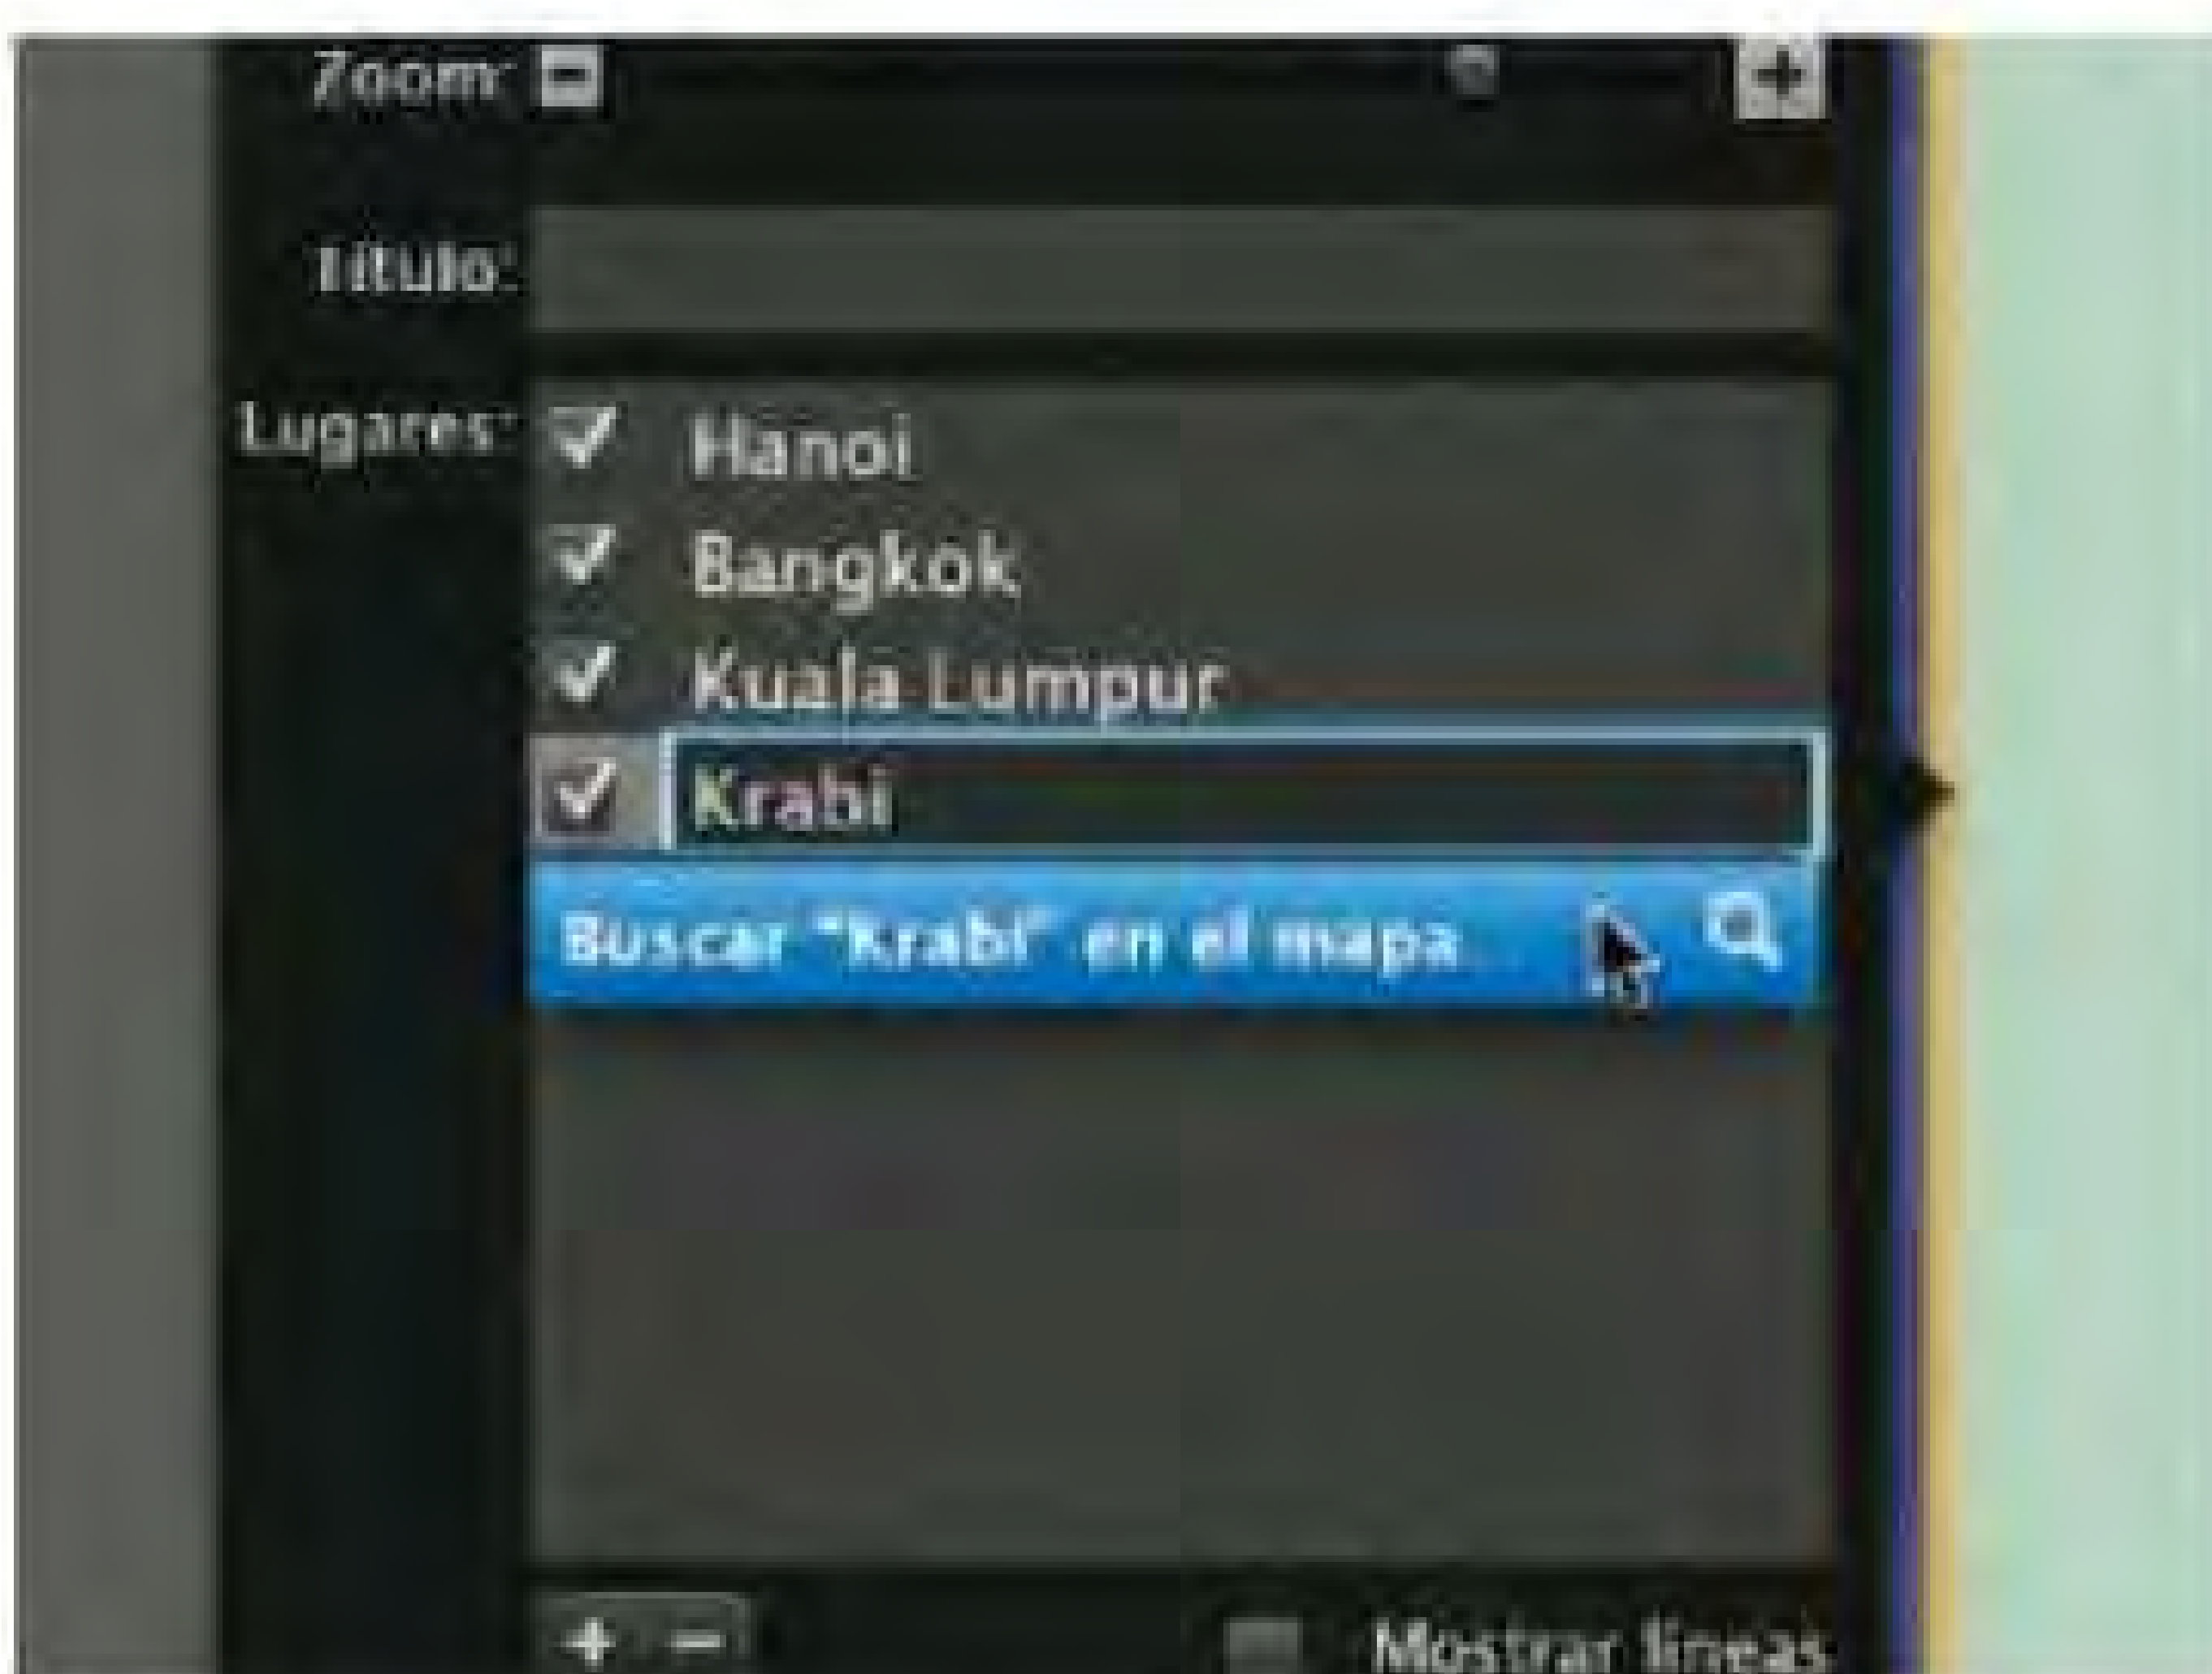 Zoom:
Título:
Lugares:
Hanoi
Bangkok
Kuala Lumpur
Krabi
Buscar "krabi" en el mapa...
Mostrar líneas